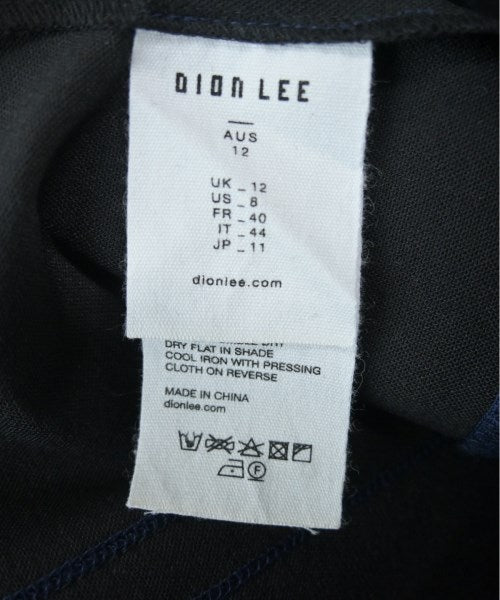 DION LEE
AUS
12
UK _ 12
US _ 8
FR _ 40
IT _ 44
JP _ 11
dionlee.com
DRY FLAT IN SHADE
COOL IRON WITH PRESSING
CLOTH ON REVERSE
MADE IN CHINA
dionlee.com
F